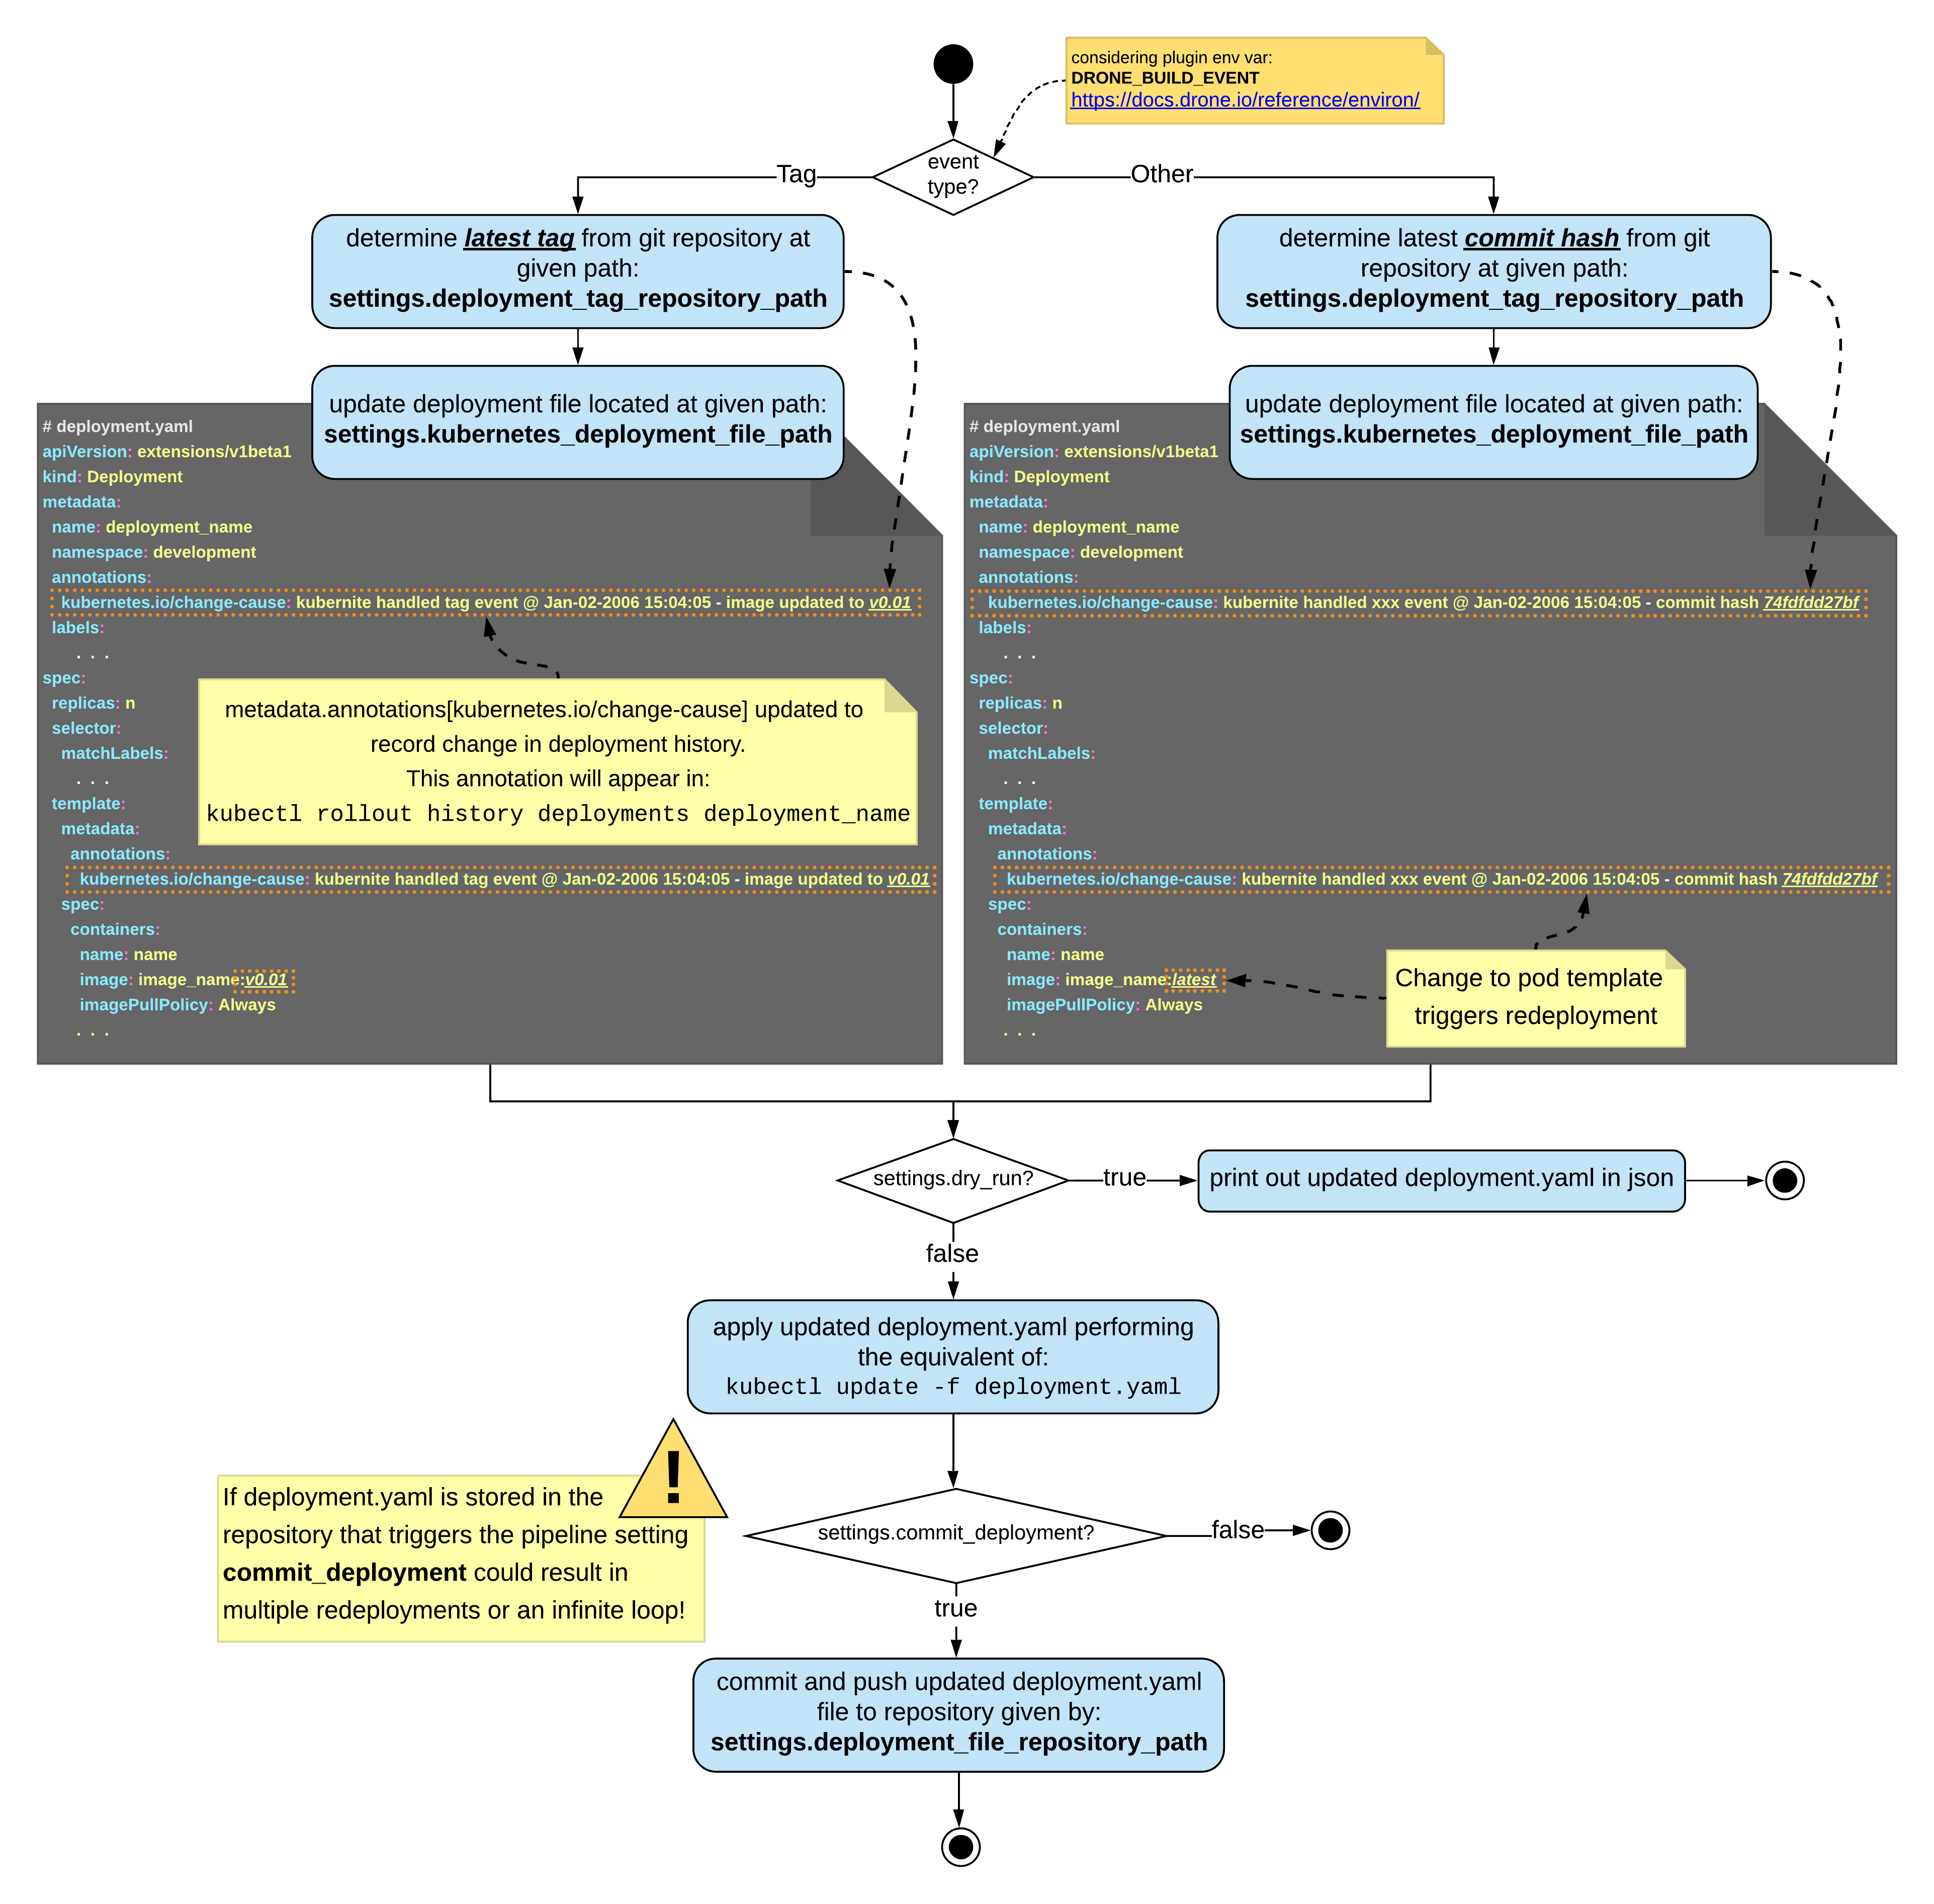 considering plugin env var:
DRONE_BUILD_EVENT
https://docs.drone.io/reference/environ/
event
type?
Tag
Other
determine latest tag from git repository at
given path:
settings.deployment_tag_repository_path
determine latest commit hash from git
repository at given path:
settings.deployment_tag_repository_path
update deployment file located at given path:
settings.kubernetes_deployment_file_path
update deployment file located at given path:
settings.kubernetes_deployment_file_path
# deployment.yaml
apiVersion: extensions/v1beta1
kind: Deployment
metadata:
name: deployment_name
namespace: development
annotations:
kubernetes.io/change-cause: kubernite handled tag event @ Jan-02-2006 15:04:05 - image updated to v0.01
labels:
. . .
spec:
replicas: n
selector:
matchLabels:
. . .
template:
metadata:
annotations:
kubernetes.io/change-cause: kubernite handled tag event @ Jan-02-2006 15:04:05 - image updated to v0.01
spec:
containers:
name: name
image: image_name:v0.01
imagePullPolicy: Always
. . .
metadata.annotations[kubernetes.io/change-cause] updated to
record change in deployment history.
This annotation will appear in:
kubectl rollout history deployments deployment_name
# deployment.yaml
apiVersion: extensions/v1beta1
kind: Deployment
metadata:
name: deployment_name
namespace: development
annotations:
kubernetes.io/change-cause: kubernite handled xxx event @ Jan-02-2006 15:04:05 - commit hash 74fdfdd27bf
labels:
. . .
spec:
replicas: n
selector:
matchLabels:
. . .
template:
metadata:
annotations:
kubernetes.io/change-cause: kubernite handled xxx event @ Jan-02-2006 15:04:05 - commit hash 74fdfdd27bf
spec:
containers:
name: name
image: image_name:latest
imagePullPolicy: Always
. . .
Change to pod template
triggers redeployment
settings.dry_run?
true
print out updated deployment.yaml in json
false
apply updated deployment.yaml performing
the equivalent of:
kubectl update -f deployment.yaml
!
If deployment.yaml is stored in the
repository that triggers the pipeline setting
commit_deployment could result in
multiple redeployments or an infinite loop!
settings.commit_deployment?
false
true
commit and push updated deployment.yaml
file to repository given by:
settings.deployment_file_repository_path